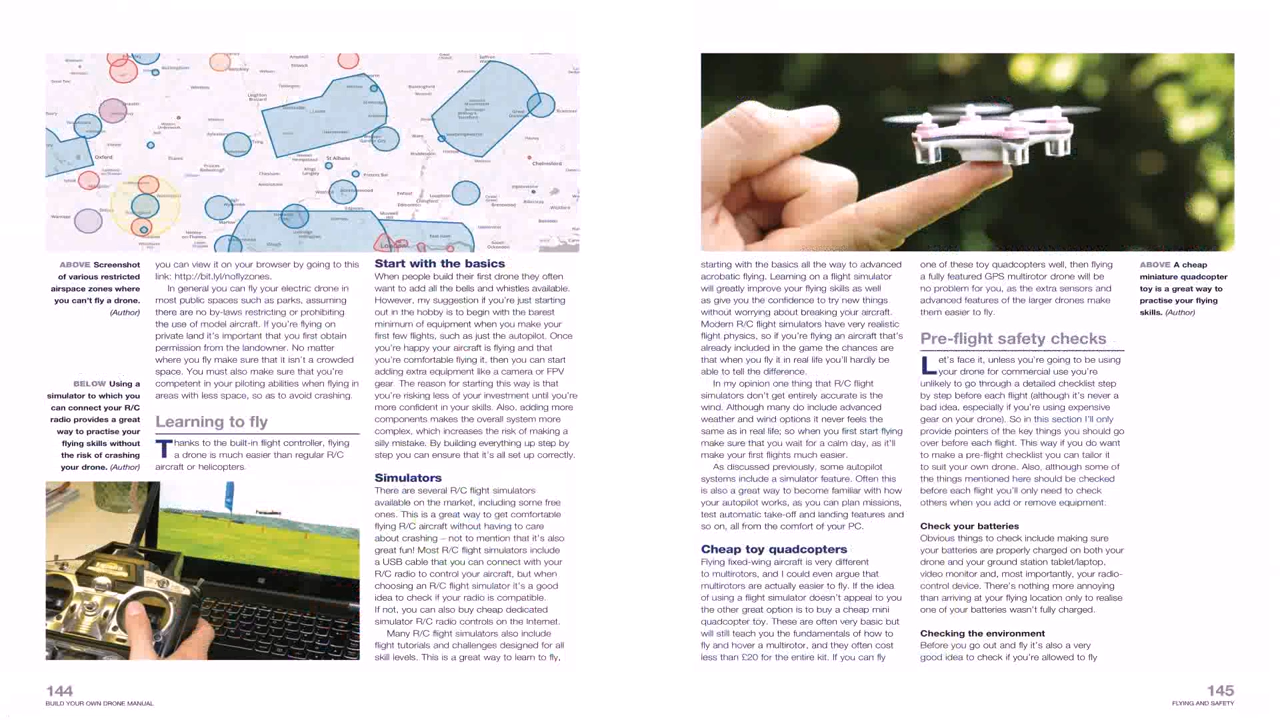 Oxford
St Albans
Chelmsford
Watford
ABOVE Screenshot
of various restricted
airspace zones where
you can't fly a drone.
(Author)
BELOW Using a
simulator to which you
can connect your R/C
radio provides a great
way to practise your
flying skills without
the risk of crashing
your drone. (Author)
you can view it on your browser by going to this
link: http://bit.lyl/noflyzones.
In general you can fly your electric drone in
most public spaces such as parks, assuming
there are no by-laws restricting or prohibiting
the use of model aircraft. If you're flying on
private land it's important that you first obtain
permission from the landowner. No matter
where you fly make sure that it isn't a crowded
space. You must also make sure that you're
competent in your piloting abilities when flying in
areas with less space, so as to avoid crashing.
Learning to fly
Thanks to the built-in flight controller, flying
a drone is much easier than regular R/C
aircraft or helicopters.
Start with the basics
When people build their first drone they often
want to add all the bells and whistles available.
However, my suggestion if you're just starting
out in the hobby is to begin with the barest
minimum of equipment when you make your
first few flights, such as just the autopilot. Once
you're happy your aircraft is flying and that
you're comfortable flying it, then you can start
adding extra equipment like a camera or FPV
gear. The reason for starting this way is that
you're risking less of your investment until you're
more confident in your skills. Also, adding more
components makes the overall system more
complex, which increases the risk of making a
silly mistake. By building everything up step by
step you can ensure that it's all set up correctly.
Simulators
There are several R/C flight simulators
available on the market, including some free
ones. This is a great way to get comfortable
flying R/C aircraft without having to care
about crashing – not to mention that it's also
great fun! Most R/C flight simulators include
a USB cable that you can connect with your
R/C radio to control your aircraft, but when
choosing an R/C flight simulator it's a good
idea to check if your radio is compatible.
If not, you can also buy cheap dedicated
simulator R/C radio controls on the Internet.
Many R/C flight simulators also include
flight tutorials and challenges designed for all
skill levels. This is a great way to learn to fly,
144
BUILD YOUR OWN DRONE MANUAL
starting with the basics all the way to advanced
acrobatic flying. Learning on a flight simulator
will greatly improve your flying skills as well
as give you the confidence to try new things
without worrying about breaking your aircraft.
Modern R/C flight simulators have very realistic
flight physics, so if you're flying an aircraft that's
already included in the game the chances are
that when you fly it in real life you'll hardly be
able to tell the difference.
In my opinion one thing that R/C flight
simulators don't get entirely accurate is the
wind. Although many do include advanced
weather and wind options it never feels the
same as in real life; so when you first start flying
make sure that you wait for a calm day, as it'll
make your first flights much easier.
As discussed previously, some autopilot
systems include a simulator feature. Often this
is also a great way to become familiar with how
your autopilot works, as you can plan missions,
test automatic take-off and landing features and
so on, all from the comfort of your PC.
Cheap toy quadcopters
Flying fixed-wing aircraft is very different
to multirotors, and I could even argue that
multirotors are actually easier to fly. If the idea
of using a flight simulator doesn't appeal to you
the other great option is to buy a cheap mini
quadcopter toy. These are often very basic but
will still teach you the fundamentals of how to
fly and hover a multirotor, and they often cost
less than £20 for the entire kit. If you can fly
one of these toy quadcopters well, then flying
a fully featured GPS multirotor drone will be
no problem for you, as the extra sensors and
advanced features of the larger drones make
them easier to fly.
Pre-flight safety checks
Let's face it, unless you're going to be using
your drone for commercial use you're
unlikely to go through a detailed checklist step
by step before each flight (although it's never a
bad idea, especially if you're using expensive
gear on your drone). So in this section I'll only
provide pointers of the key things you should go
over before each flight. This way if you do want
to make a pre-flight checklist you can tailor it
to suit your own drone. Also, although some of
the things mentioned here should be checked
before each flight you'll only need to check
others when you add or remove equipment.
Check your batteries
Obvious things to check include making sure
your batteries are properly charged on both your
drone and your ground station tablet/laptop,
video monitor and, most importantly, your radio-
control device. There's nothing more annoying
than arriving at your flying location only to realise
one of your batteries wasn't fully charged.
Checking the environment
Before you go out and fly it's also a very
good idea to check if you're allowed to fly
ABOVE A cheap
miniature quadcopter
toy is a great way to
practise your flying
skills. (Author)
145
FLYING AND SAFETY